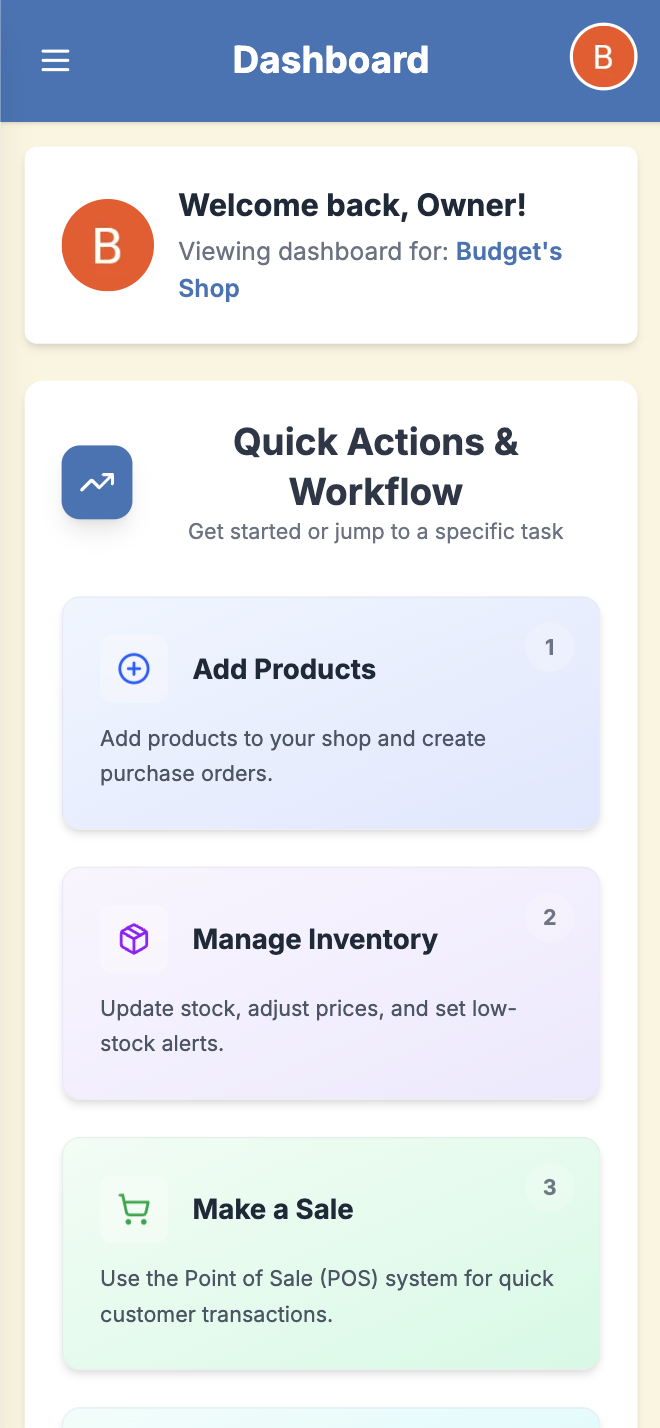 Dashboard
B
B
Welcome back, Owner!
Viewing dashboard for: Budget's
Shop
Quick Actions &
Workflow
Get started or jump to a specific task
1
Add Products
Add products to your shop and create
purchase orders.
2
Manage Inventory
Update stock, adjust prices, and set low-
stock alerts.
3
Make a Sale
Use the Point of Sale (POS) system for quick
customer transactions.